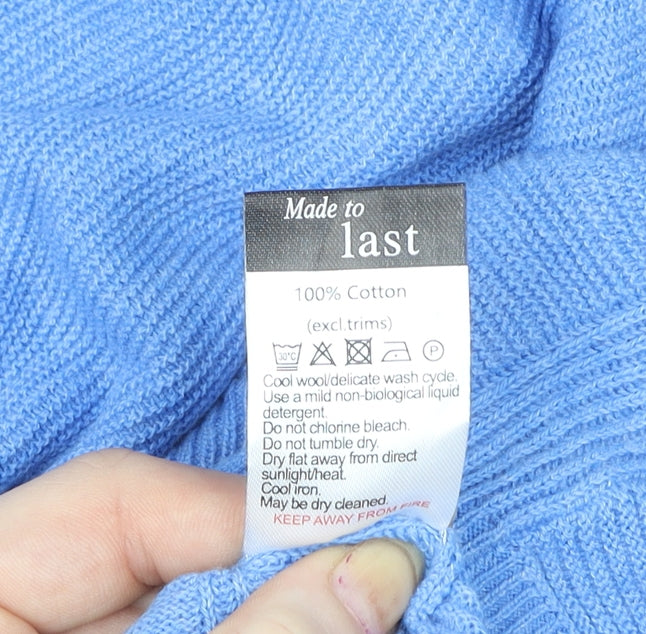 Made to
last
100% Cotton
(excl.trims)
30°C
P
Cool wool/delicate wash cycle.
Use a mild non-biological liquid
detergent.
Do not chlorine bleach.
Do not tumble dry.
Dry flat away from direct
sunlight/heat.
Cool iron.
May be dry cleaned.
KEEP AWAY FROM FIRE